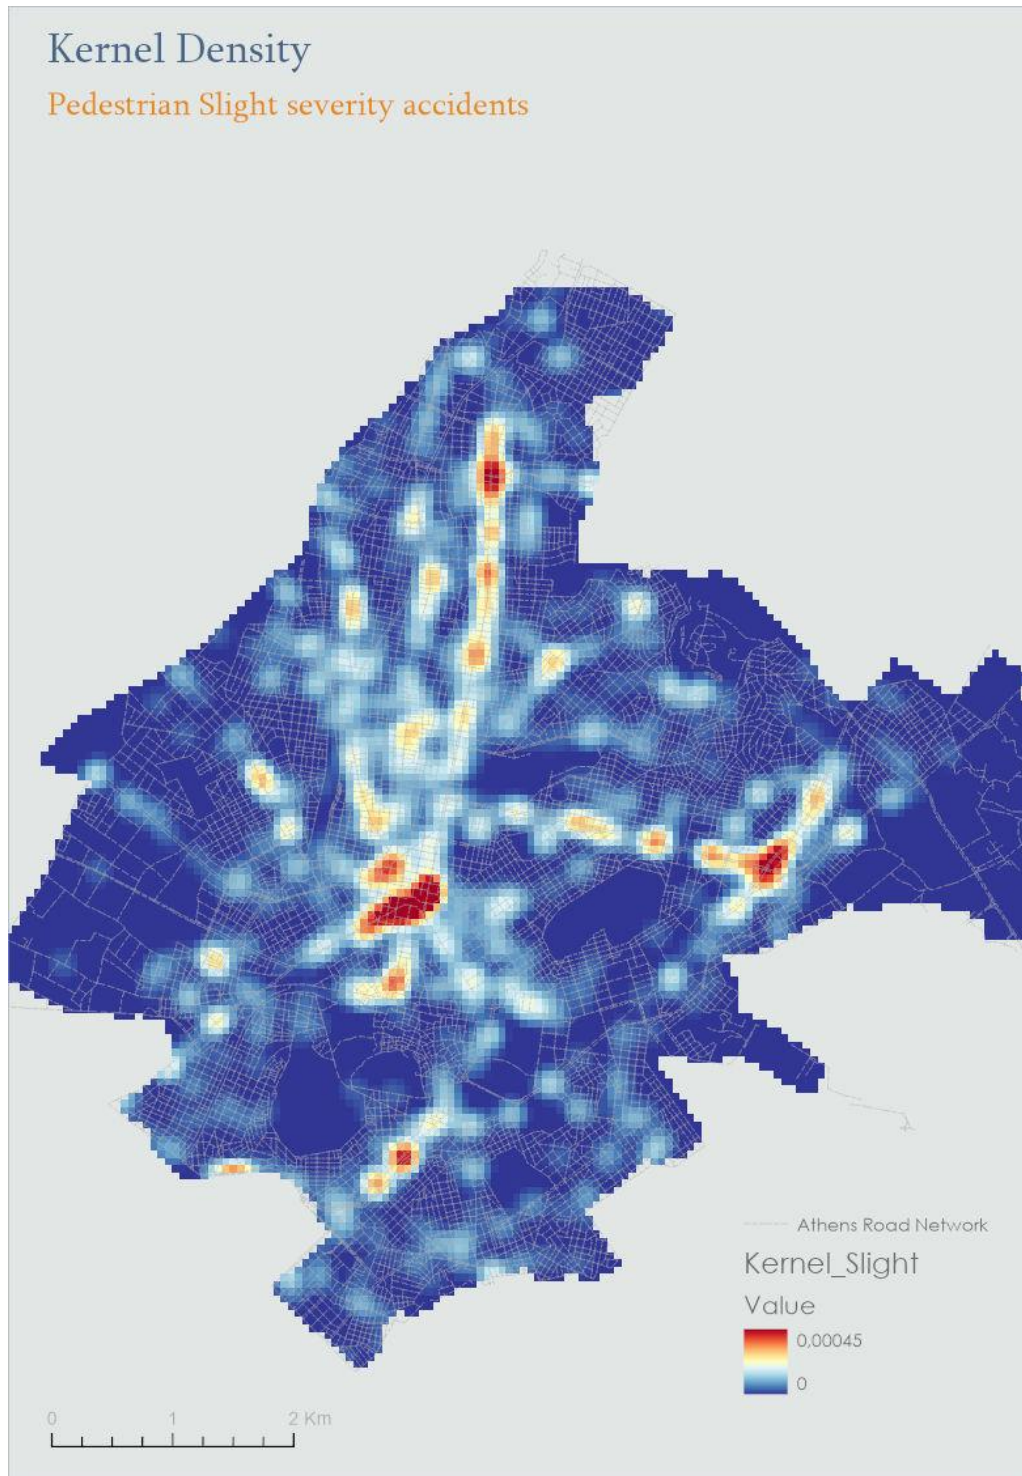 Kernel Density
Pedestrian Slight severity accidents
Athens Road Network
Kernel_Slight
Value
0,00045
0
0 1 2 Km